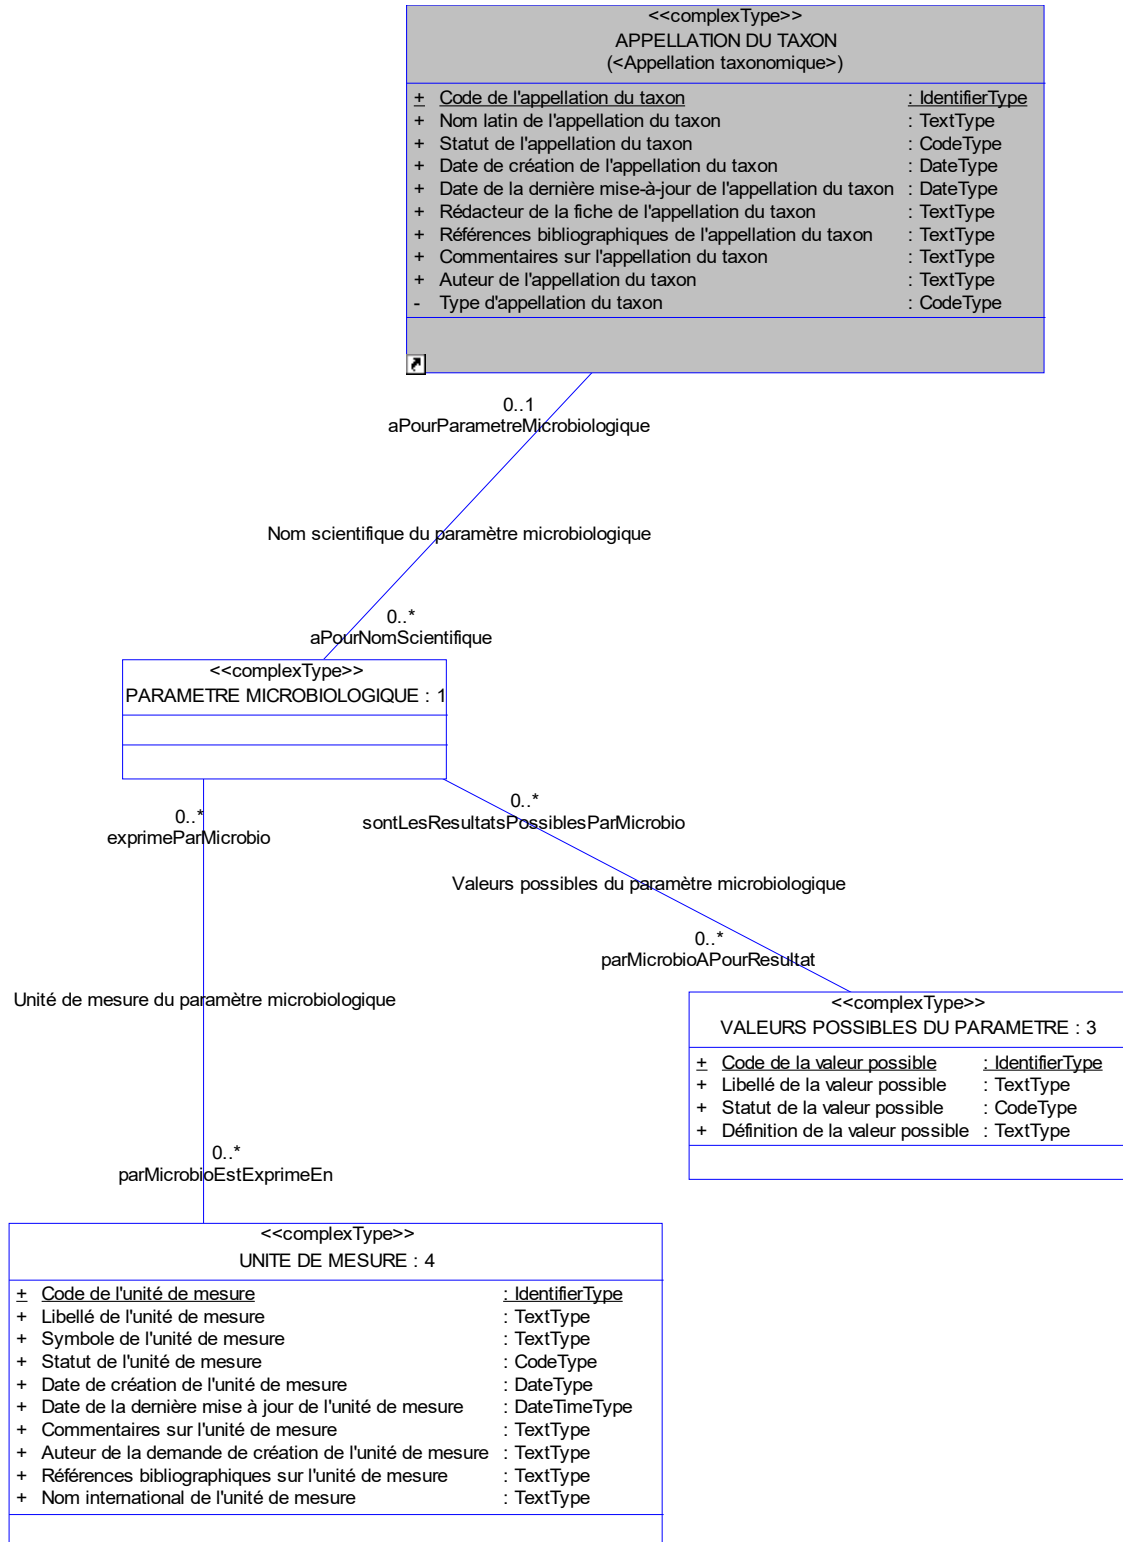 <<complexType>>
APPELLATION DU TAXON
(<Appellation taxonomique>)
+ Code de l'appellation du taxon : IdentifierType
+ Nom latin de l'appellation du taxon : TextType
+ Statut de l'appellation du taxon : CodeType
+ Date de création de l'appellation du taxon : DateType
+ Date de la dernière mise-à-jour de l'appellation du taxon : DateType
+ Rédacteur de la fiche de l'appellation du taxon : TextType
+ Références bibliographiques de l'appellation du taxon : TextType
+ Commentaires sur l'appellation du taxon : TextType
+ Auteur de l'appellation du taxon : TextType
- Type d'appellation du taxon : CodeType
0..1
aPourParametreMicrobiologique
Nom scientifique du paramètre microbiologique
0..*
aPourNomScientifique
<<complexType>>
PARAMETRE MICROBIOLOGIQUE : 1
0..*
exprimeParMicrobio
0..*
sontLesResultatsPossiblesParMicrobio
Valeurs possibles du paramètre microbiologique
0..*
parMicrobioAPourResultat
Unité de mesure du paramètre microbiologique
<<complexType>>
VALEURS POSSIBLES DU PARAMETRE : 3
+ Code de la valeur possible : IdentifierType
+ Libellé de la valeur possible : TextType
+ Statut de la valeur possible : CodeType
+ Définition de la valeur possible : TextType
0..*
parMicrobioEstExprimeEn
<<complexType>>
UNITE DE MESURE : 4
+ Code de l'unité de mesure : IdentifierType
+ Libellé de l'unité de mesure : TextType
+ Symbole de l'unité de mesure : TextType
+ Statut de l'unité de mesure : CodeType
+ Date de création de l'unité de mesure : DateType
+ Date de la dernière mise à jour de l'unité de mesure : DateTimeType
+ Commentaires sur l'unité de mesure : TextType
+ Auteur de la demande de création de l'unité de mesure : TextType
+ Références bibliographiques sur l'unité de mesure : TextType
+ Nom international de l'unité de mesure : TextType